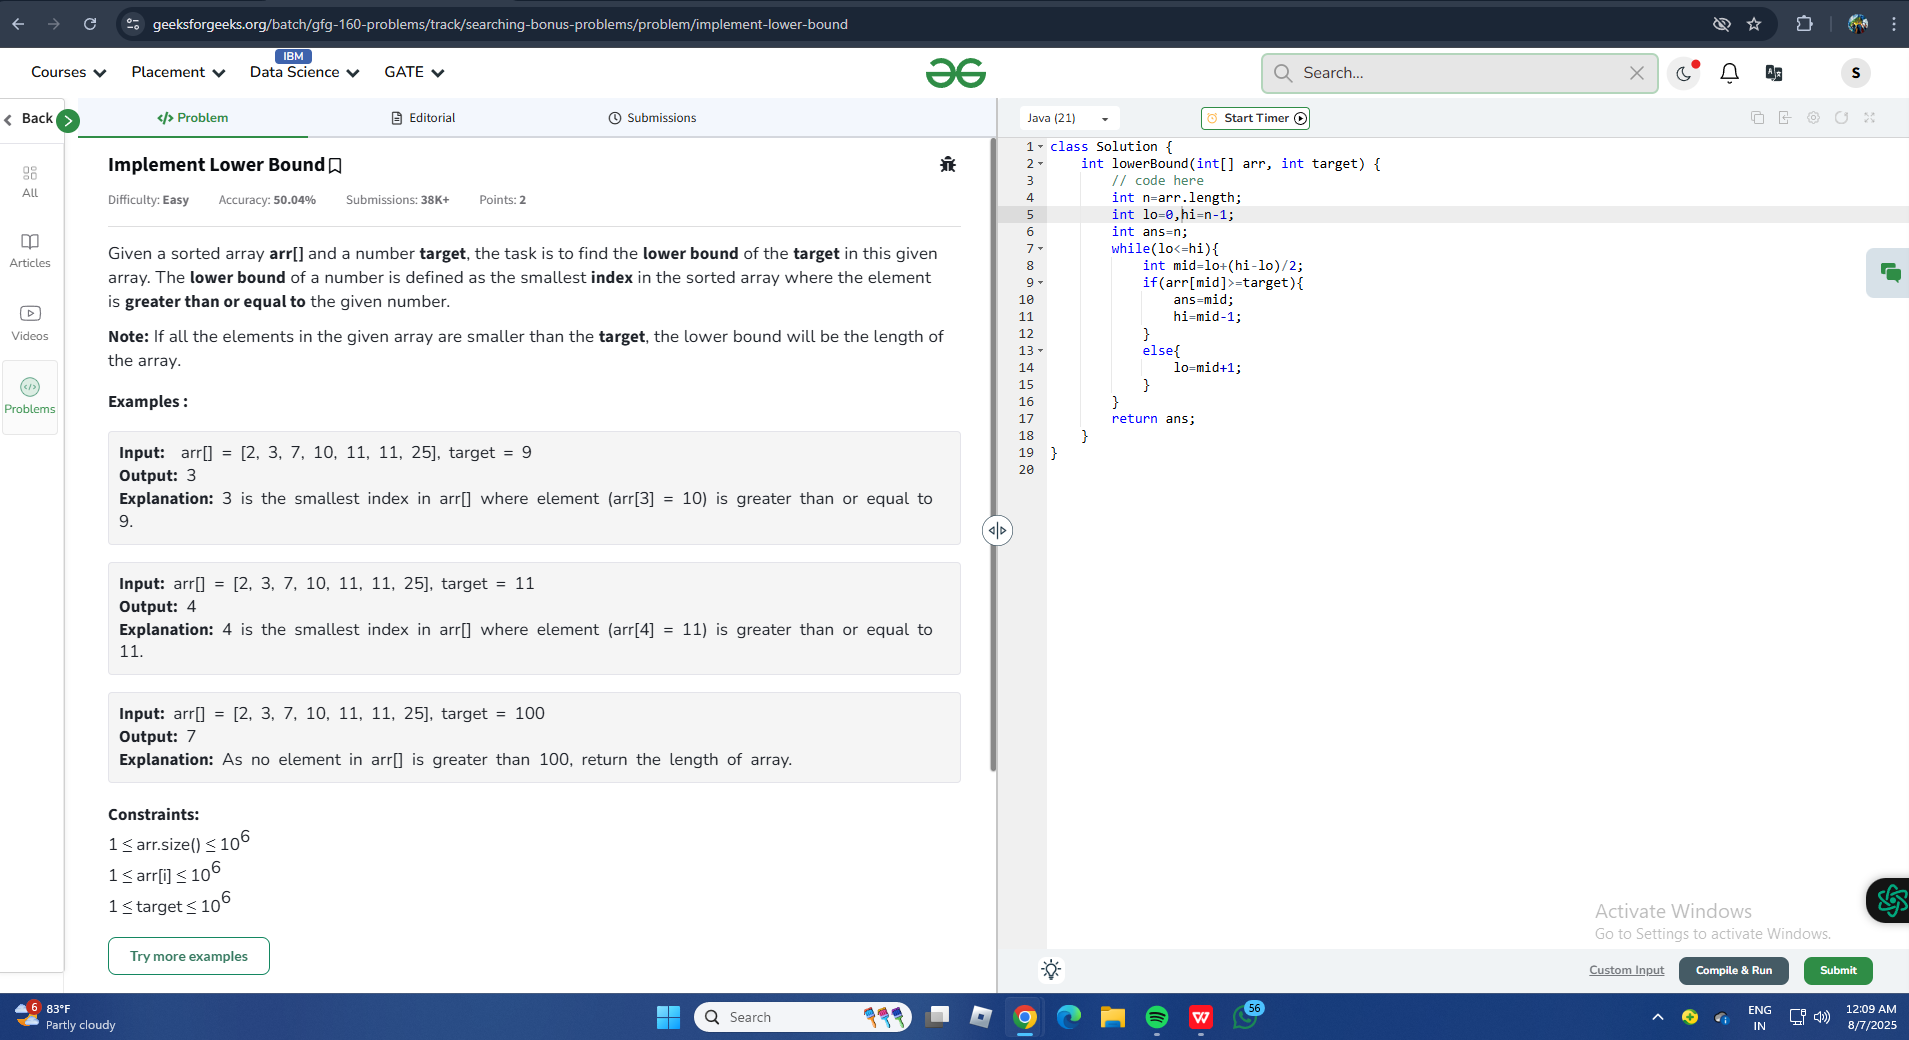 geeksforgeeks.org/batch/gfg-160-problems/track/searching-bonus-problems/problem/implement-lower-bound
IBM
Courses Placement Data Science GATE
Search...
S
Back
Problem Editorial Submissions
Java (21) Start Timer
All
Articles
Videos
Problems
Implement Lower Bound
Difficulty: Easy Accuracy: 50.04% Submissions: 38K+ Points: 2
Given a sorted array arr[] and a number target, the task is to find the lower bound of the target in this given
array. The lower bound of a number is defined as the smallest index in the sorted array where the element
is greater than or equal to the given number.
Note: If all the elements in the given array are smaller than the target, the lower bound will be the length of
the array.
Examples :
Input: arr[] = [2, 3, 7, 10, 11, 11, 25], target = 9
Output: 3
Explanation: 3 is the smallest index in arr[] where element (arr[3] = 10) is greater than or equal to
9.
Input: arr[] = [2, 3, 7, 10, 11, 11, 25], target = 11
Output: 4
Explanation: 4 is the smallest index in arr[] where element (arr[4] = 11) is greater than or equal to
11.
Input: arr[] = [2, 3, 7, 10, 11, 11, 25], target = 100
Output: 7
Explanation: As no element in arr[] is greater than 100, return the length of array.
Constraints:
1 ≤ arr.size() ≤ 10^6
1 ≤ arr[i] ≤ 10^6
1 ≤ target ≤ 10^6
Try more examples
1 class Solution {
2 int lowerBound(int[] arr, int target) {
3 // code here
4 int n=arr.length;
5 int lo=0,hi=n-1;
6 int ans=n;
7 while(lo<=hi){
8 int mid=lo+(hi-lo)/2;
9 if(arr[mid]>=target){
10 ans=mid;
11 hi=mid-1;
12 }
13 else{
14 lo=mid+1;
15 }
16 }
17 return ans;
18 }
19 }
20
Activate Windows
Go to Settings to activate Windows.
Custom Input Compile & Run Submit
6
83°F
Partly cloudy
Search
56
ENG
IN
12:09 AM
8/7/2025